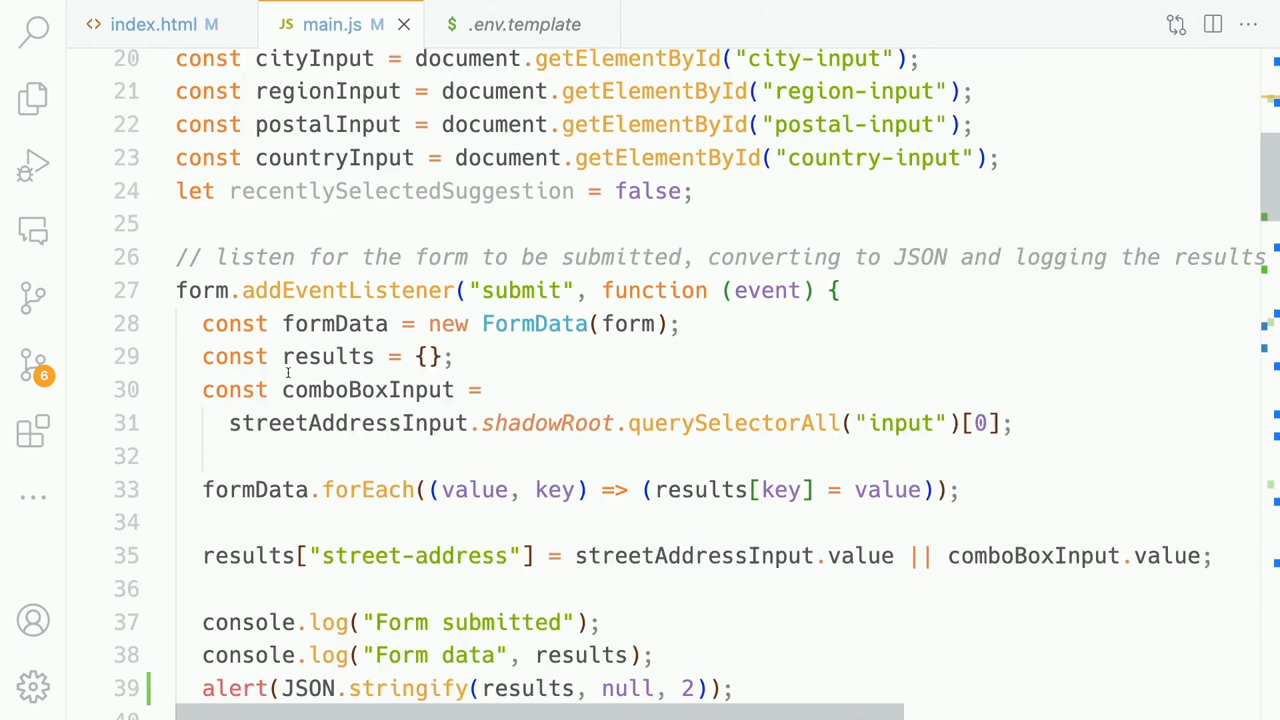 index.html M
JS main.js M
$ .env.template
20 const cityInput = document.getElementById("city-input");
21 const regionInput = document.getElementById("region-input");
22 const postalInput = document.getElementById("postal-input");
23 const countryInput = document.getElementById("country-input");
24 let recentlySelectedSuggestion = false;
25
26 // listen for the form to be submitted, converting to JSON and logging the results
27 form.addEventListener("submit", function (event) {
28 const formData = new FormData(form);
29 const results = {};
30 const comboBoxInput =
31 streetAddressInput.shadowRoot.querySelectorAll("input")[0];
32
33 formData.forEach((value, key) => (results[key] = value));
34
35 results["street-address"] = streetAddressInput.value || comboBoxInput.value;
36
37 console.log("Form submitted");
38 console.log("Form data", results);
39 alert(JSON.stringify(results, null, 2));
40
6